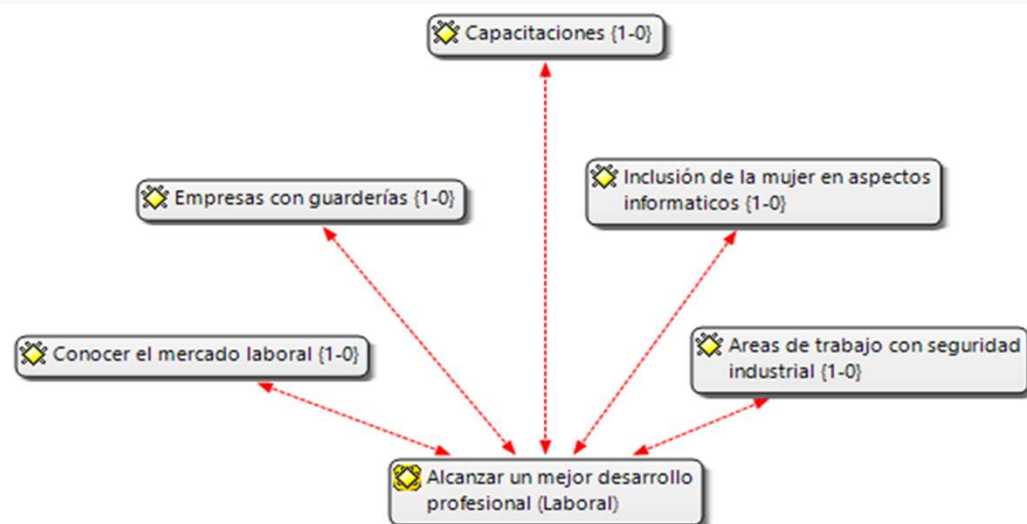 Capacitaciones {1-0}
Empresas con guarderías {1-0}
Inclusión de la mujer en aspectos
informaticos {1-0}
Conocer el mercado laboral {1-0}
Areas de trabajo con seguridad
industrial {1-0}
Alcanzar un mejor desarrollo
profesional (Laboral)